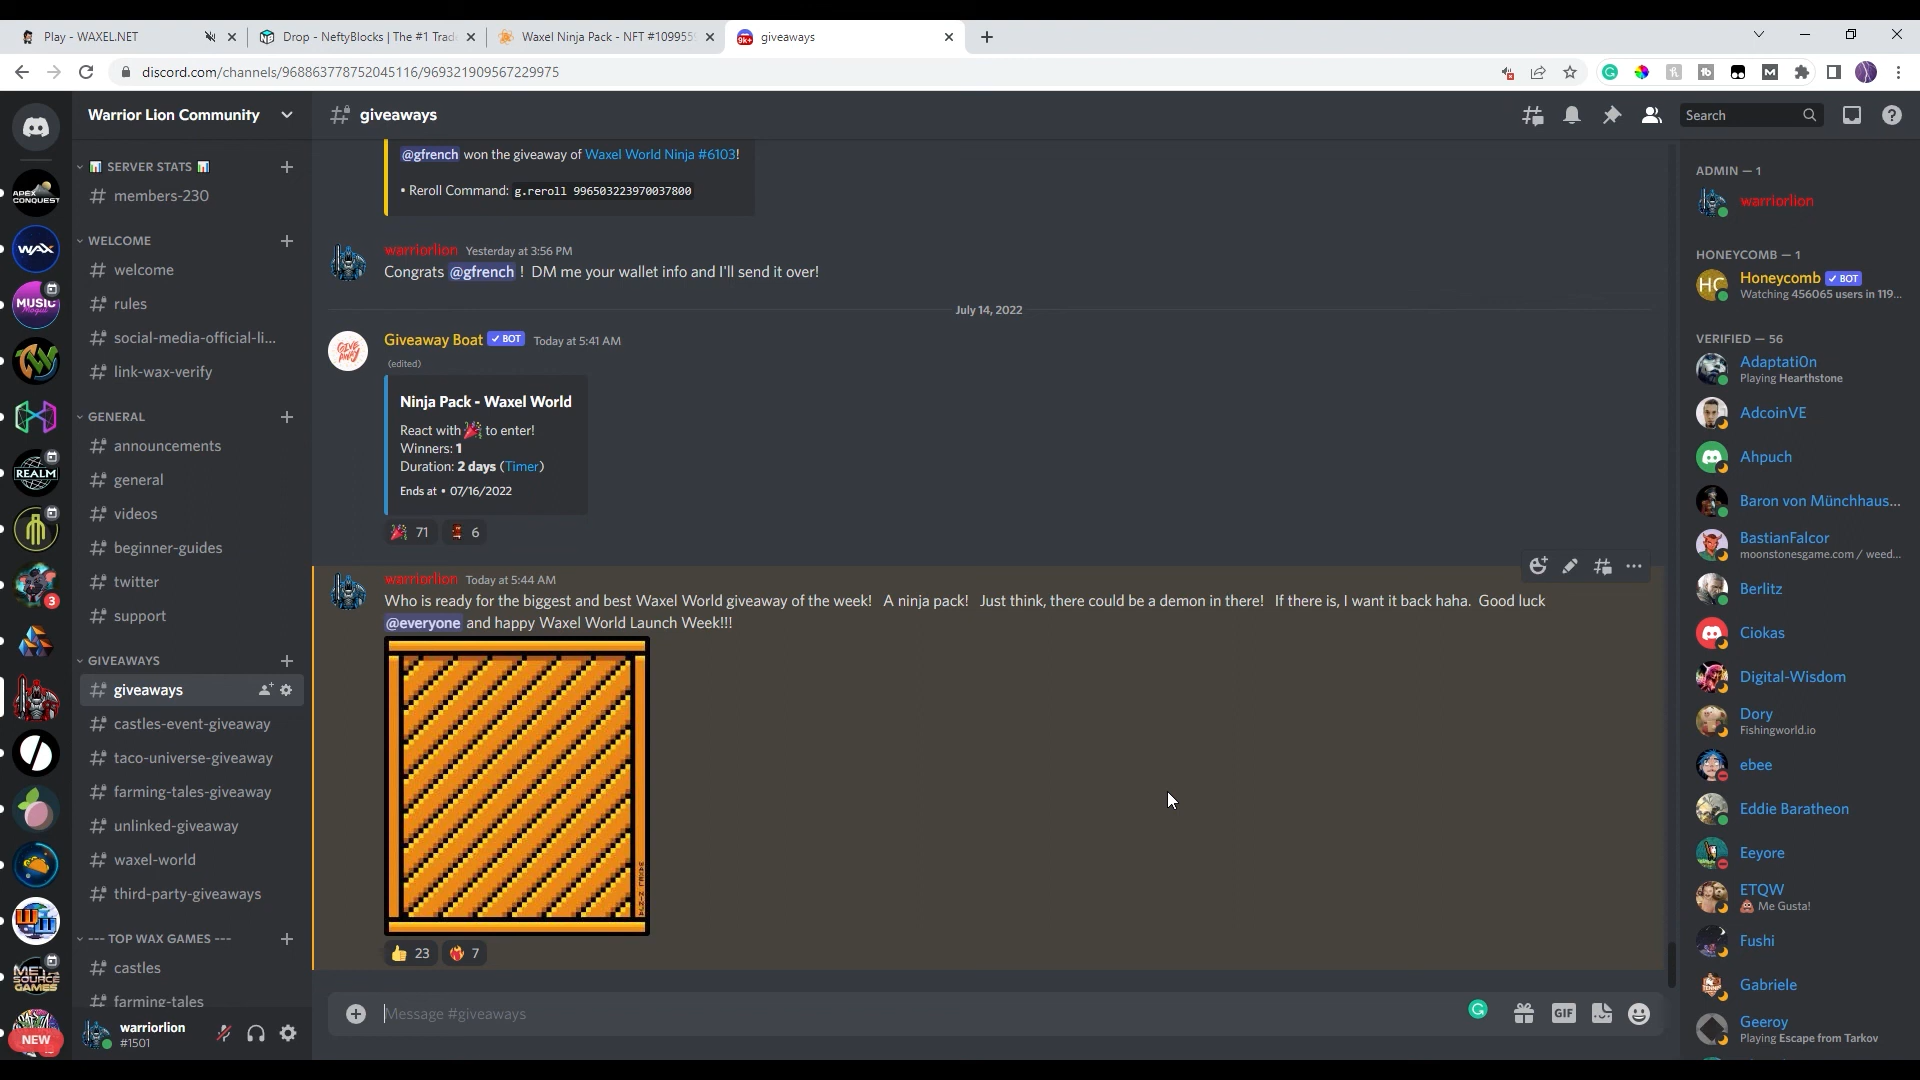 Play - WAXEL.NET
Drop - NeftyBlocks | The #1 Trad
Waxel Ninja Pack - NFT #1099555
giveaways
discord.com/channels/968863778752045116/969321909567229975
Warrior Lion Community
giveaways
Search
SERVER STATS
members-230
WELCOME
welcome
rules
social-media-official-li...
link-wax-verify
GENERAL
announcements
general
videos
beginner-guides
twitter
support
GIVEAWAYS
giveaways
castles-event-giveaway
taco-universe-giveaway
farming-tales-giveaway
unlinked-giveaway
waxel-world
third-party-giveaways
--- TOP WAX GAMES ---
castles
farming-tales
warriorlion
#1501
APEX
CONQUEST
WAX
MUSIC
Mogul
REALM
3
NEW
@gfrench won the giveaway of Waxel World Ninja #6103!
• Reroll Command: g.reroll 996503223970037800
warriorlion Yesterday at 3:56 PM
Congrats @gfrench ! DM me your wallet info and I'll send it over!
July 14, 2022
Giveaway Boat ✓ BOT Today at 5:41 AM
(edited)
Ninja Pack - Waxel World
React with 🎉 to enter!
Winners: 1
Duration: 2 days (Timer)
Ends at • 07/16/2022
71 6
warriorlion Today at 5:44 AM
Who is ready for the biggest and best Waxel World giveaway of the week! A ninja pack! Just think, there could be a demon in there! If there is, I want it back haha. Good luck
@everyone and happy Waxel World Launch Week!!!
23 7
Message #giveaways
GIF
ADMIN — 1
warriorlion
HONEYCOMB — 1
Honeycomb ✓ BOT
Watching 456065 users in 119...
VERIFIED — 56
Adaptati0n
Playing Hearthstone
AdcoinVE
Ahpuch
Baron von Münchhaus...
BastianFalcor
moonstonesgame.com / weed...
Berlitz
Ciokas
Digital-Wisdom
Dory
Fishingworld.io
ebee
Eddie Baratheon
Eeyore
ETQW
Me Gusta!
Fushi
Gabriele
Geeroy
Playing Escape from Tarkov